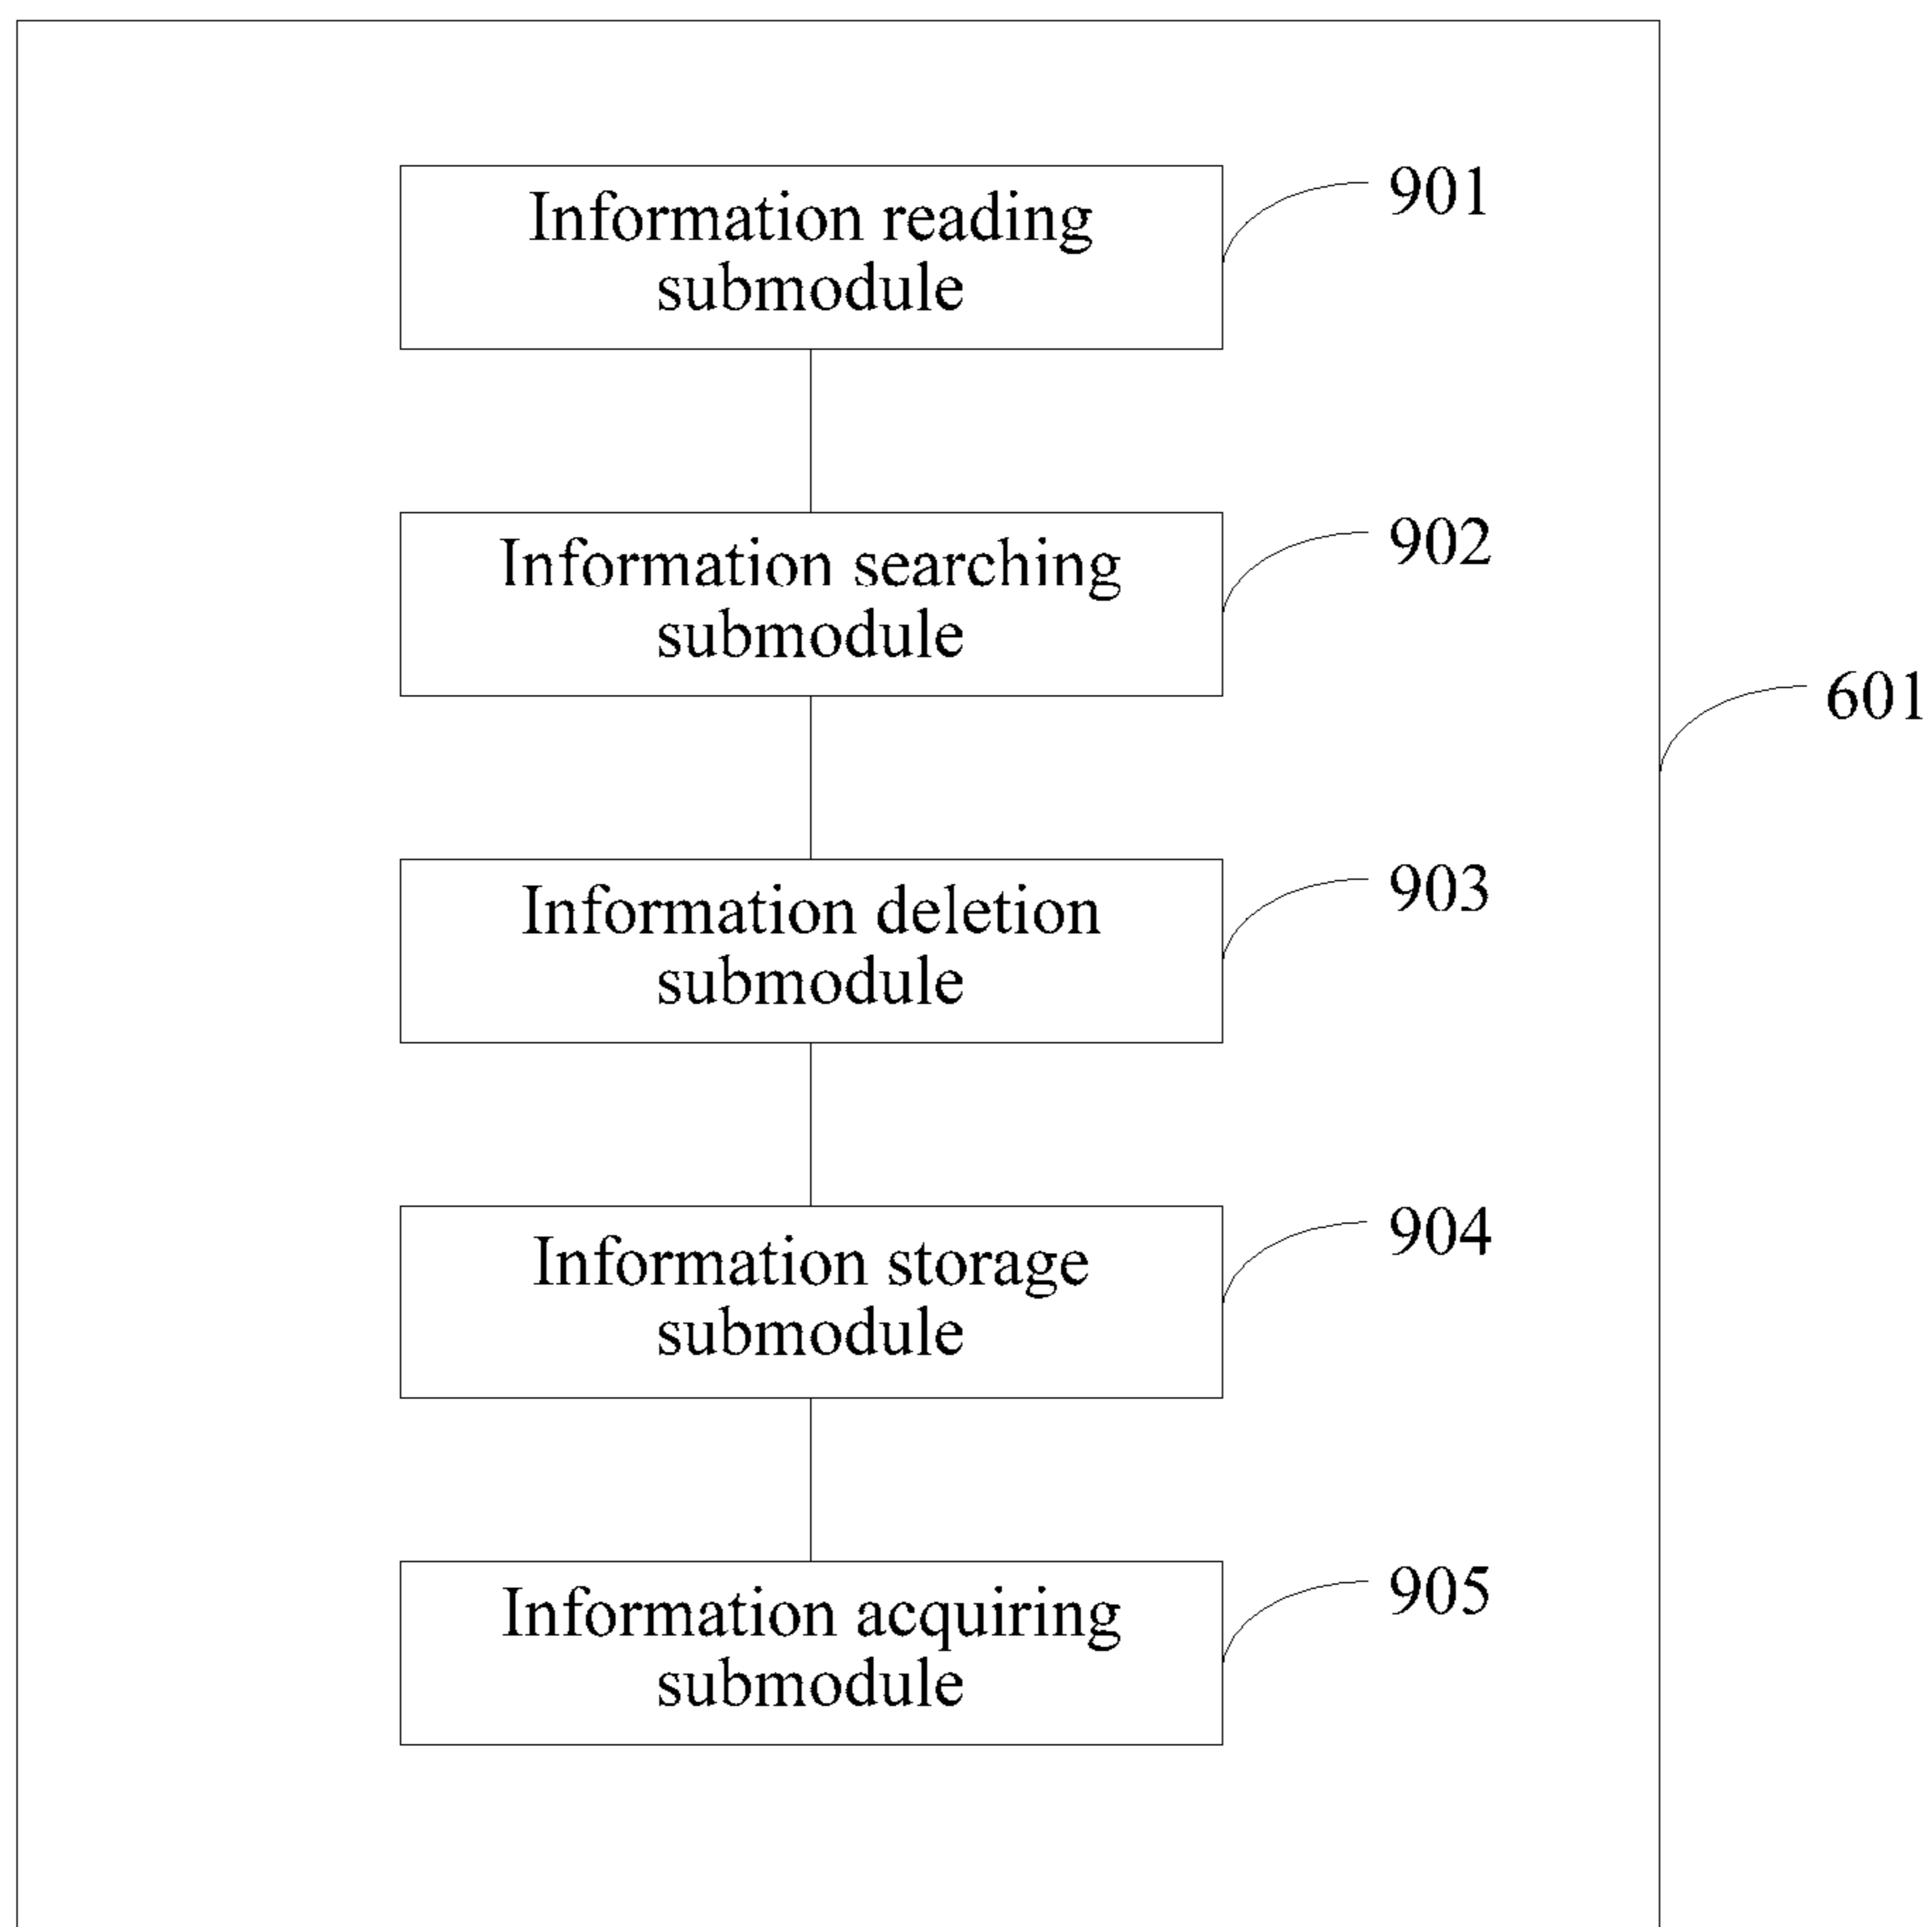 Information reading
submodule
901
Information searching
submodule
902
601
Information deletion
submodule
903
Information storage
submodule
904
Information acquiring
submodule
905